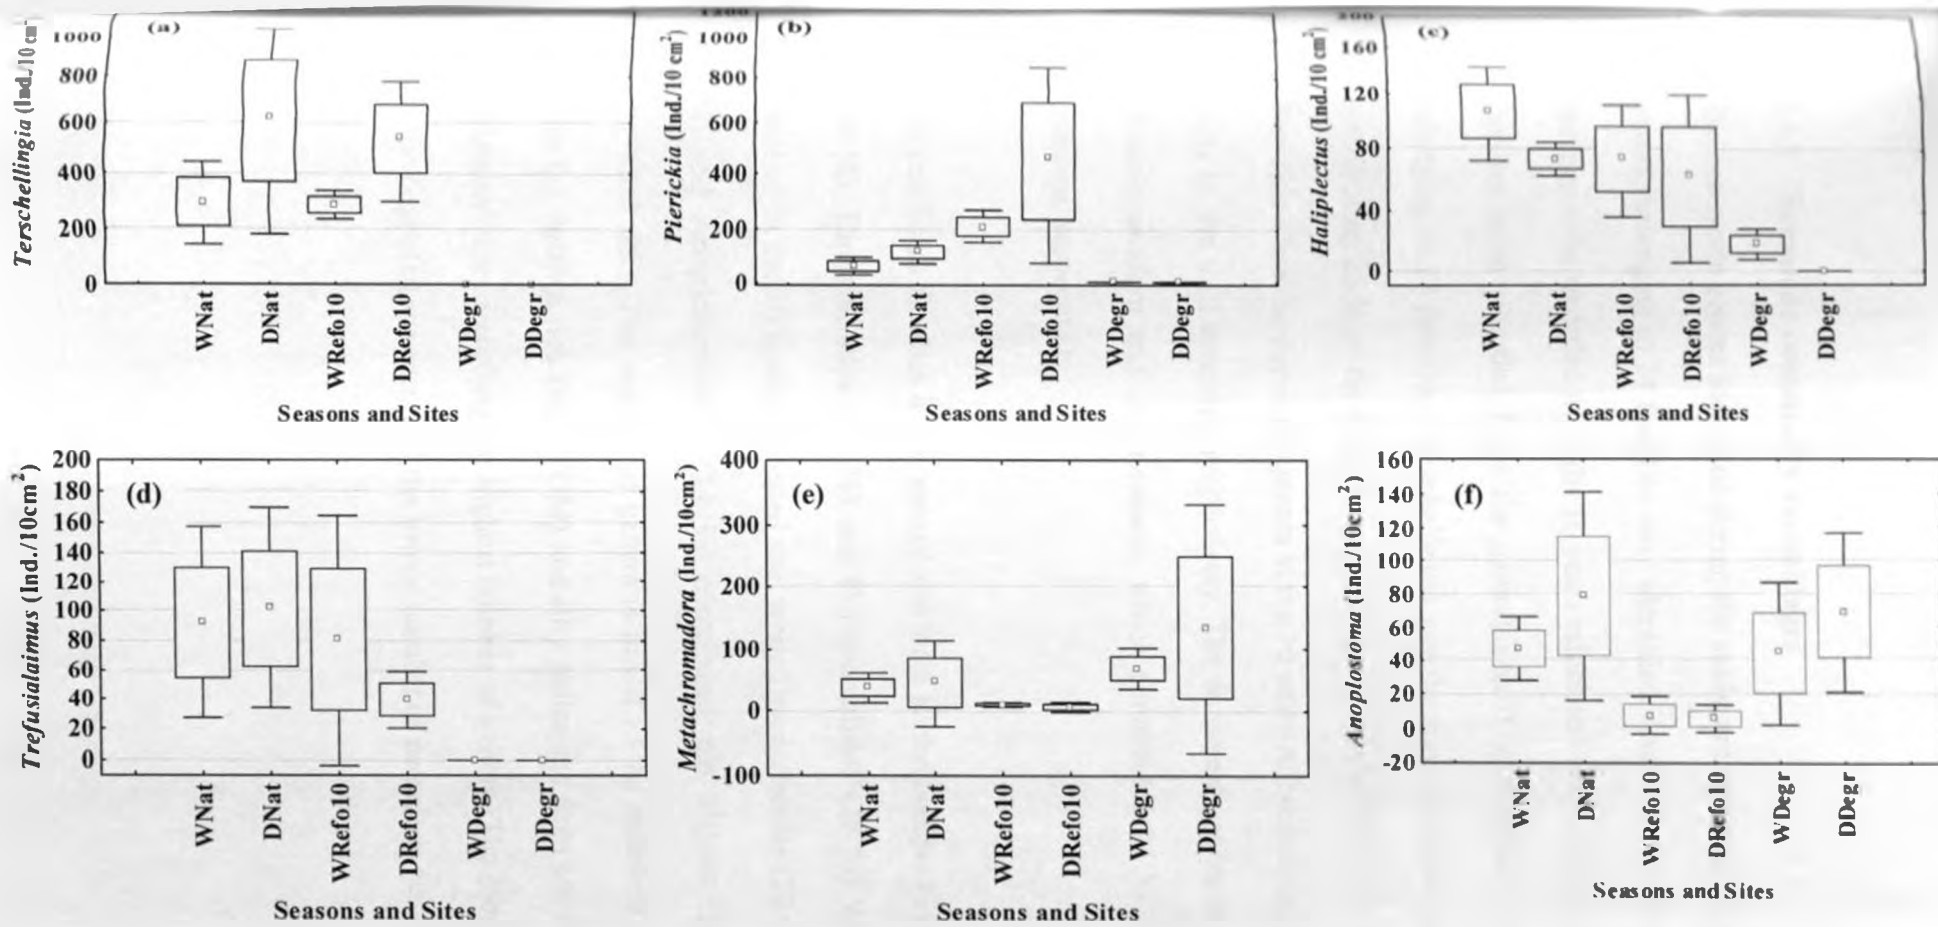 (a)
Terschellingia (Ind./10 cm
1000
800
600
400
200
0
WNat
DNat
WRefo10
DRefo10
WDegr
DDegr
Seasons and Sites
(b)
Pierickia (Ind./10 cm²)
1200
1000
800
600
400
200
0
WNat
DNat
WRefo10
DRefo10
WDegr
DDegr
Seasons and Sites
(c)
Haliplectus (Ind./10 cm²)
200
160
120
80
40
0
WNat
DNat
WRefo10
DRefo10
WDegr
DDegr
Seasons and Sites
(d)
Trefusialaimus (Ind./10cm²)
200
180
160
140
120
100
80
60
40
20
0
WNat
DNat
WRefo10
DRefo10
WDegr
DDegr
Seasons and Sites
(e)
Metachromadora (Ind./10cm²)
400
300
200
100
0
-100
WNat
DNat
WRefo10
DRefo10
WDegr
DDegr
Seasons and Sites
(f)
Anoplostoma (Ind./10cm²)
160
140
120
100
80
60
40
20
0
-20
WNat
DNat
WRefo10
DRefo10
WDegr
DDegr
Seasons and Sites